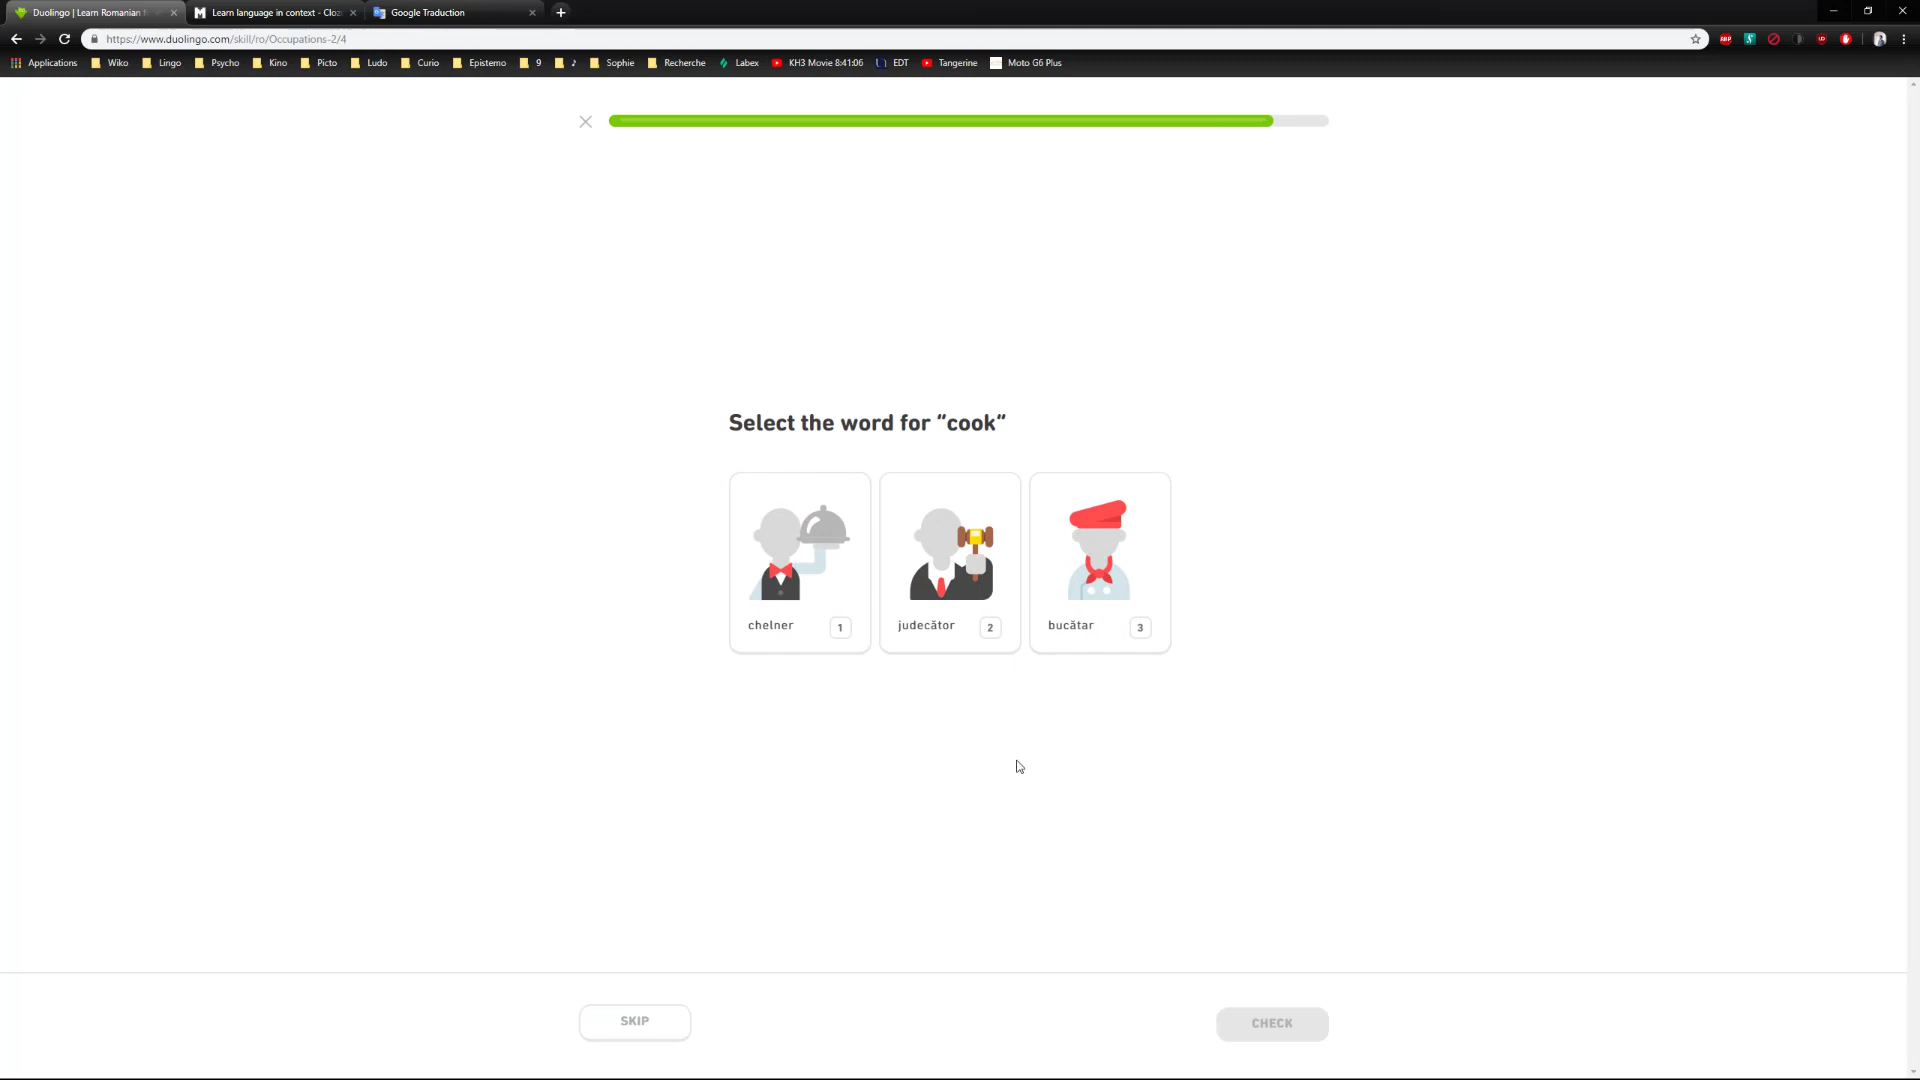 Duolingo | Learn Romanian f
Learn language in context - Cloz
Google Traduction
https://www.duolingo.com/skill/ro/Occupations-2/4
Applications
Wiko
Lingo
Psycho
Kino
Picto
Ludo
Curio
Epistemo
9
♪
Sophie
Recherche
Labex
KH3 Movie 8:41:06
EDT
Tangerine
Moto G6 Plus
Select the word for “cook”
chelner 1
judecător 2
bucătar 3
SKIP
CHECK